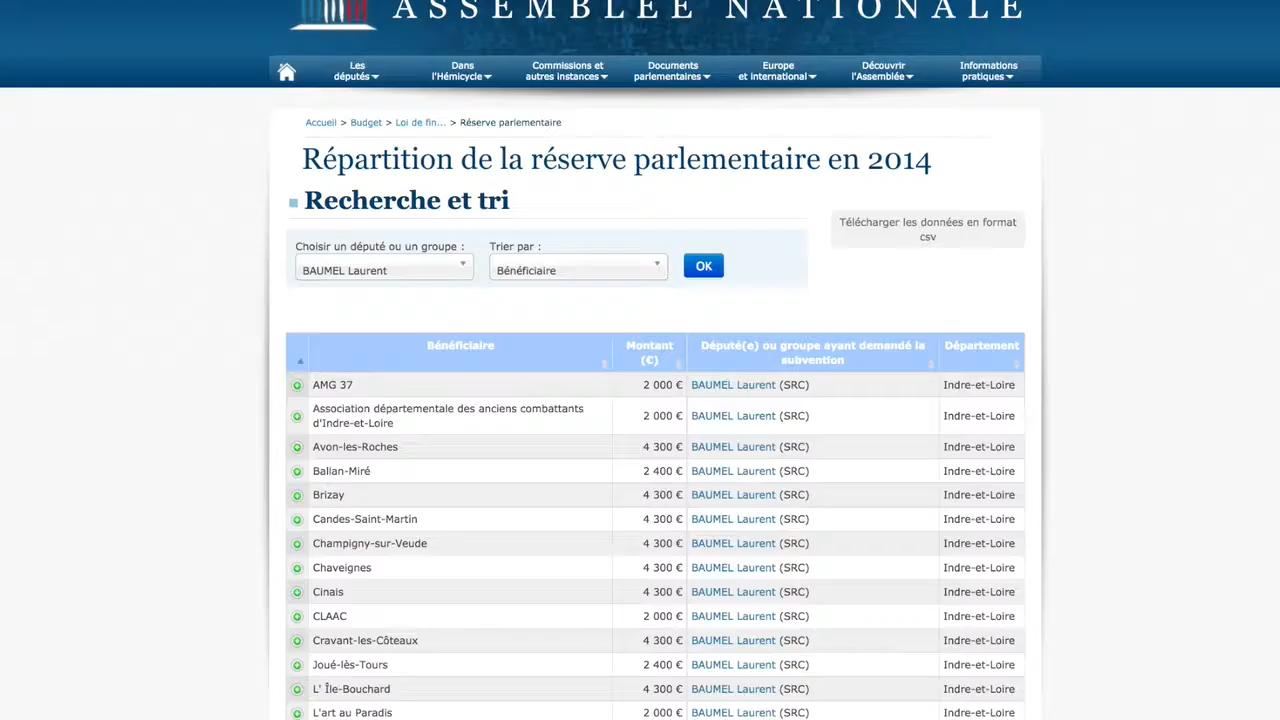 ASSEMBLÉE NATIONALE
Les députés
Dans l'Hémicycle
Commissions et autres instances
Documents parlementaires
Europe et international
Découvrir l'Assemblée
Informations pratiques
Accueil > Budget > Loi de fin... > Réserve parlementaire
Répartition de la réserve parlementaire en 2014
Recherche et tri
Télécharger les données en format
csv
Choisir un député ou un groupe : Trier par :
BAUMEL Laurent Bénéficiaire OK
Bénéficiaire Montant (€) Député(e) ou groupe ayant demandé la subvention Département
AMG 37 2 000 € BAUMEL Laurent (SRC) Indre-et-Loire
Association départementale des anciens combattants
d'Indre-et-Loire 2 000 € BAUMEL Laurent (SRC) Indre-et-Loire
Avon-les-Roches 4 300 € BAUMEL Laurent (SRC) Indre-et-Loire
Ballan-Miré 2 400 € BAUMEL Laurent (SRC) Indre-et-Loire
Brizay 4 300 € BAUMEL Laurent (SRC) Indre-et-Loire
Candes-Saint-Martin 4 300 € BAUMEL Laurent (SRC) Indre-et-Loire
Champigny-sur-Veude 4 300 € BAUMEL Laurent (SRC) Indre-et-Loire
Chaveignes 4 300 € BAUMEL Laurent (SRC) Indre-et-Loire
Cinais 4 300 € BAUMEL Laurent (SRC) Indre-et-Loire
CLAAC 2 000 € BAUMEL Laurent (SRC) Indre-et-Loire
Cravant-les-Côteaux 4 300 € BAUMEL Laurent (SRC) Indre-et-Loire
Joué-lès-Tours 2 400 € BAUMEL Laurent (SRC) Indre-et-Loire
L' Île-Bouchard 4 300 € BAUMEL Laurent (SRC) Indre-et-Loire
L'art au Paradis 2 000 € BAUMEL Laurent (SRC) Indre-et-Loire